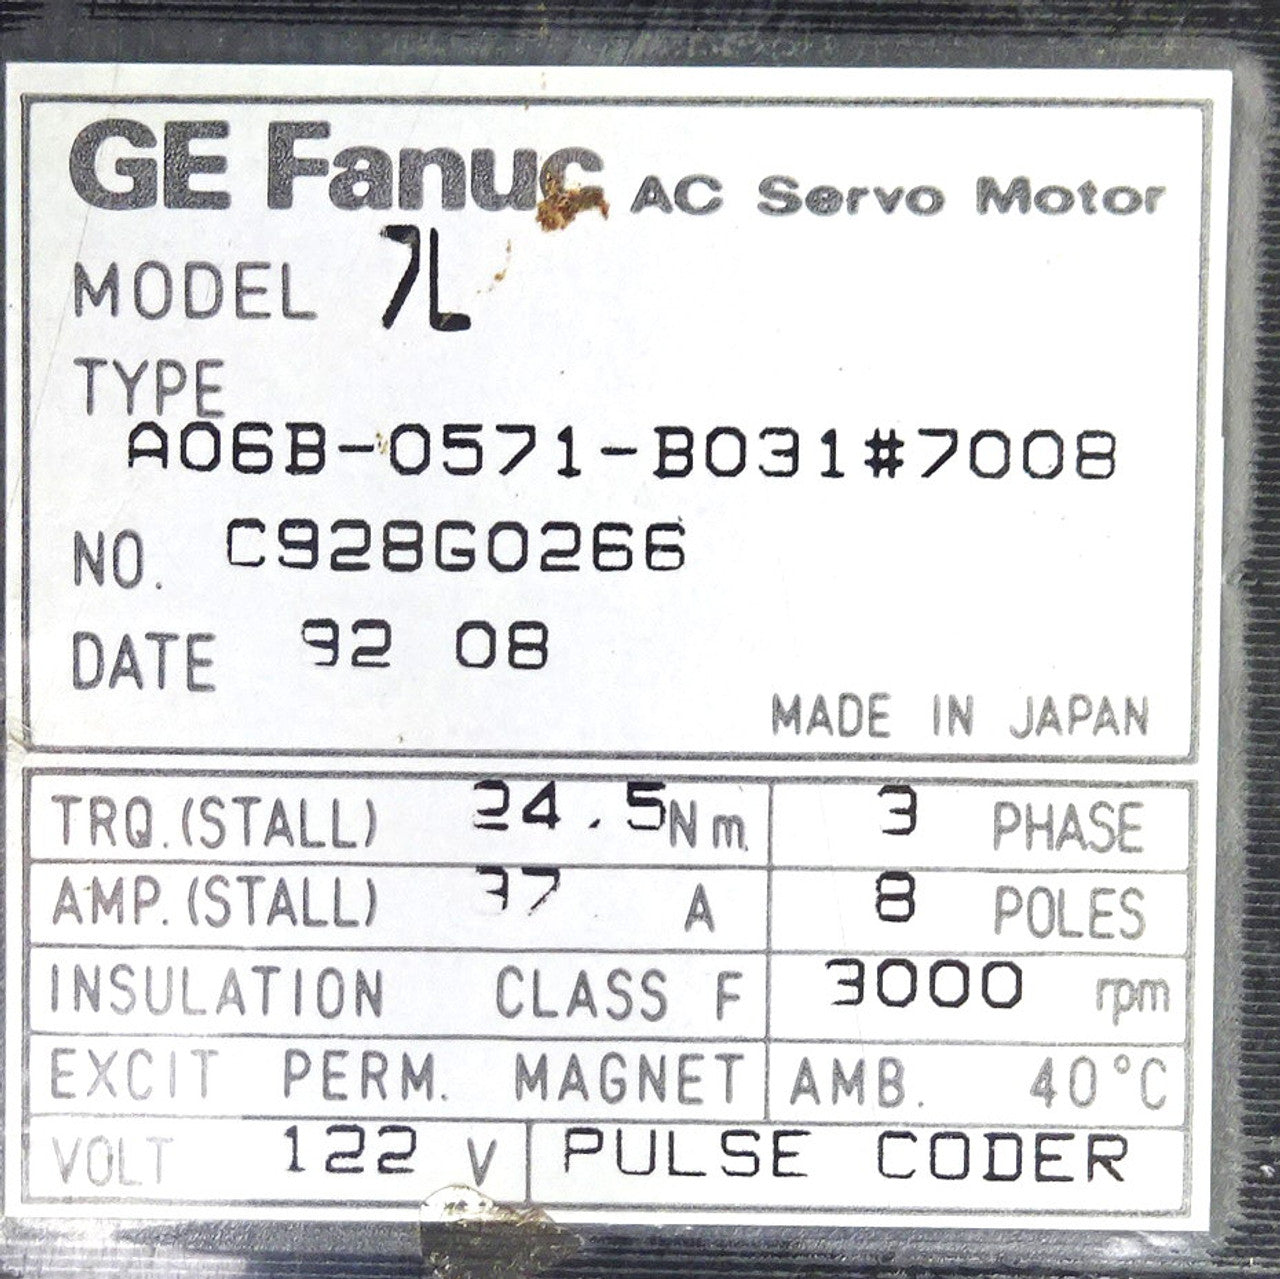 GE Fanuc AC Servo Motor
MODEL 7L
TYPE
A06B-0571-B031#7008
NO. C928G0266
DATE 92 08
MADE IN JAPAN
TRQ.(STALL) 24.5 Nm 3 PHASE
AMP.(STALL) 37 A 8 POLES
INSULATION CLASS F 3000 rpm
EXCIT PERM. MAGNET AMB. 40°C
VOLT 122 V PULSE CODER